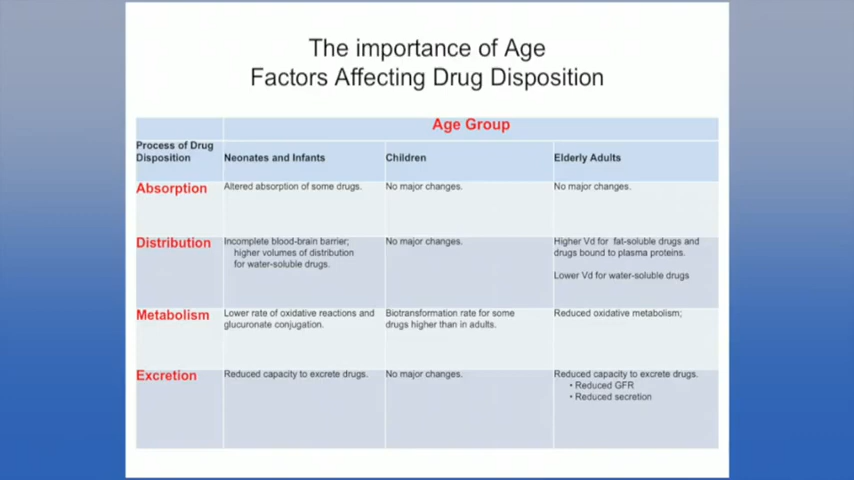 The importance of Age
Factors Affecting Drug Disposition
Age Group
Process of Drug
Disposition
Neonates and Infants
Children
Elderly Adults
Absorption
Altered absorption of some drugs.
No major changes.
No major changes.
Distribution
Incomplete blood-brain barrier;
higher volumes of distribution
for water-soluble drugs.
No major changes.
Higher Vd for fat-soluble drugs and
drugs bound to plasma proteins.
Lower Vd for water-soluble drugs
Metabolism
Lower rate of oxidative reactions and
glucuronate conjugation.
Biotransformation rate for some
drugs higher than in adults.
Reduced oxidative metabolism;
Excretion
Reduced capacity to excrete drugs.
No major changes.
Reduced capacity to excrete drugs.
• Reduced GFR
• Reduced secretion